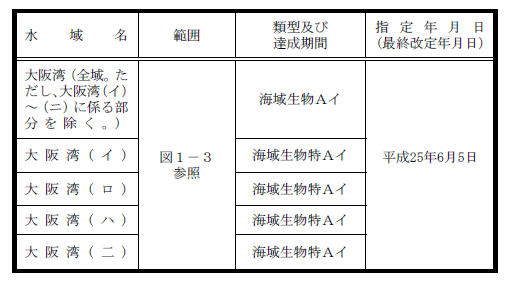 水域名
範囲
類型及び
達成期間
指定年月日
(最終改定年月日)
大阪湾(全域。ただ
し、大阪湾(イ)
～(ニ)に係る部
分を除く。)
海域生物Aイ
大阪湾(イ)
海域生物特Aイ
大阪湾(ロ)
海域生物特Aイ
大阪湾(ハ)
海域生物特Aイ
大阪湾(ニ)
海域生物特Aイ
図1－3
参照
平成25年6月5日